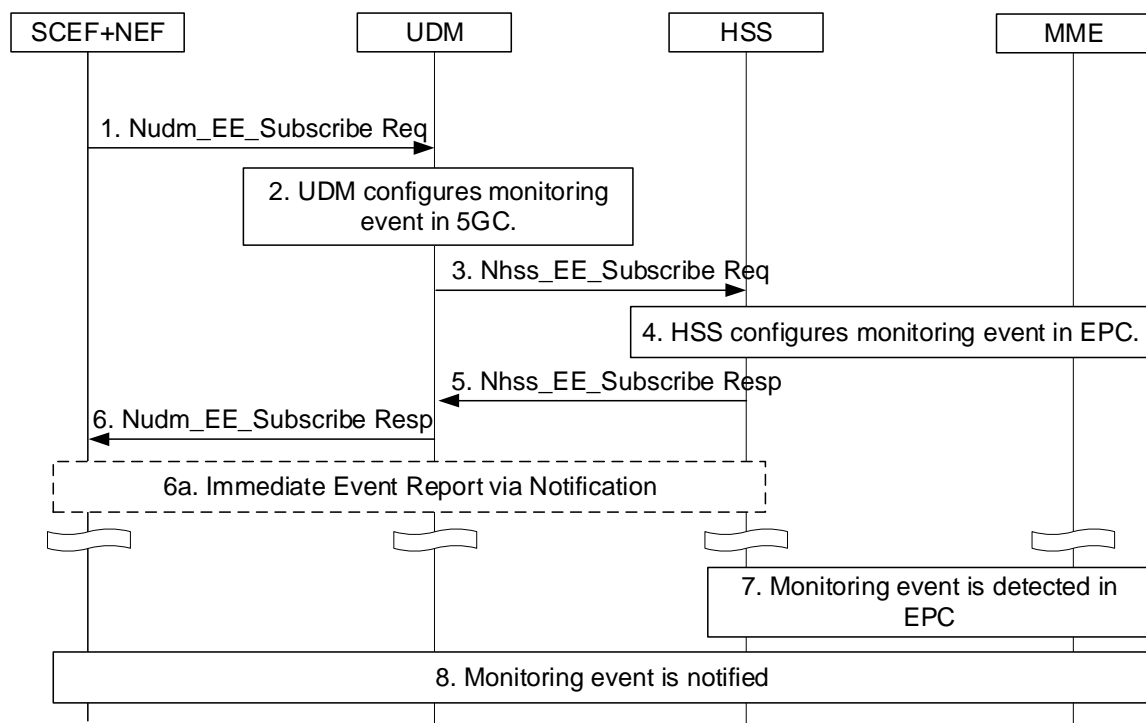 SCEF+NEF
UDM
HSS
MME
1. Nudm_EE_Subscribe Req
2. UDM configures monitoring
event in 5GC.
3. Nhss_EE_Subscribe Req
4. HSS configures monitoring event in EPC.
5. Nhss_EE_Subscribe Resp
6. Nudm_EE_Subscribe Resp
6a. Immediate Event Report via Notification
7. Monitoring event is detected in
EPC
8. Monitoring event is notified